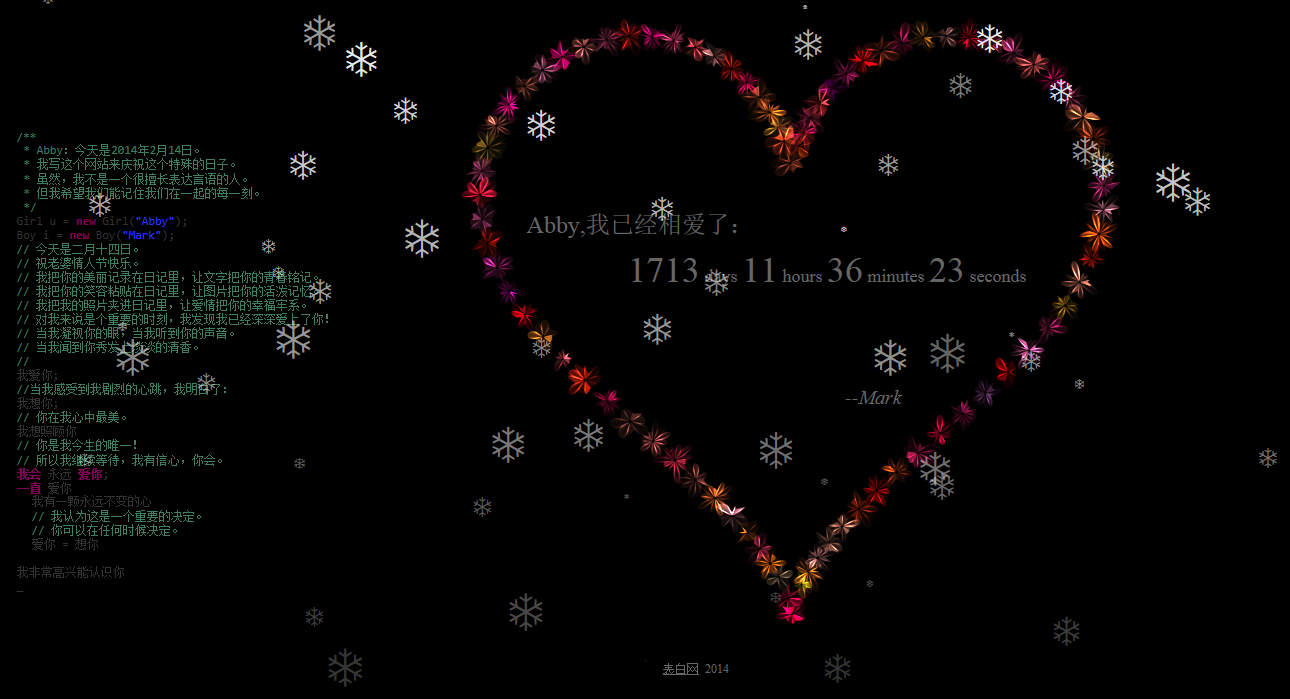 /**
* Abby: 今天是2014年2月14日。
* 我写这个网站来庆祝这个特殊的日子。
* 虽然，我不是一个很擅长表达言语的人。
* 但我希望我们能记住我们在一起的每一刻。
*/
Girl u = new Girl("Abby");
Boy i = new Boy("Mark");
// 今天是二月十四日。
// 祝老婆情人节快乐。
// 我把你的美丽记录在日记里，让文字把你的青春铭记。
// 我把你的笑容粘贴在日记里，让图片把你的活泼记忆。
// 我把我的照片夹进日记里，让爱情把你的幸福牢系。
// 对我来说是个重要的时刻，我发现我已经深深爱上了你!
// 当我凝视你的眼，当我听到你的声音。
// 当我闻到你秀发上淡淡的清香。
//
我爱你;
//当我感受到我剧烈的心跳，我明白了:
我想你;
// 你在我心中最美。
我想照顾你
// 你是我今生的唯一!
// 所以我继续等待，我有信心，你会。
我会 永远 爱你;
一直 爱你
我有一颗永远不变的心
// 我认为这是一个重要的决定。
// 你可以在任何时候决定。
爱你 = 想你
我非常高兴能认识你
_
Abby,我已经相爱了:
1713 days 11 hours 36 minutes 23 seconds
--Mark
表白网 2014